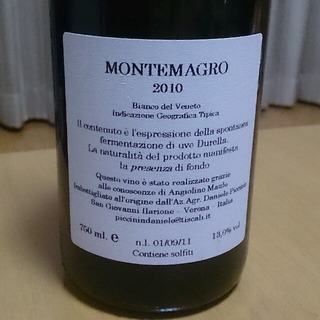 MONTEMAGRO
2010
Bianco del Veneto
Indicazione Geografica Tipica
Il contenuto è l'espressione della spontanea
fermentazione di uve Durella.
La naturalità del prodotto manifesta
la presenza di fondo
Questo vino è stato realizzato grazie
alle conoscenze di Angiolino Maule
Imbottigliato all'origine dall'Az. Agr. Daniele Piccinin
San Giovanni Ilarione - Verona - Italia
piccinindaniele@tiscali.it
750 ml. e
n.l. 01/09/11
13,0% vol
Contiene solfiti